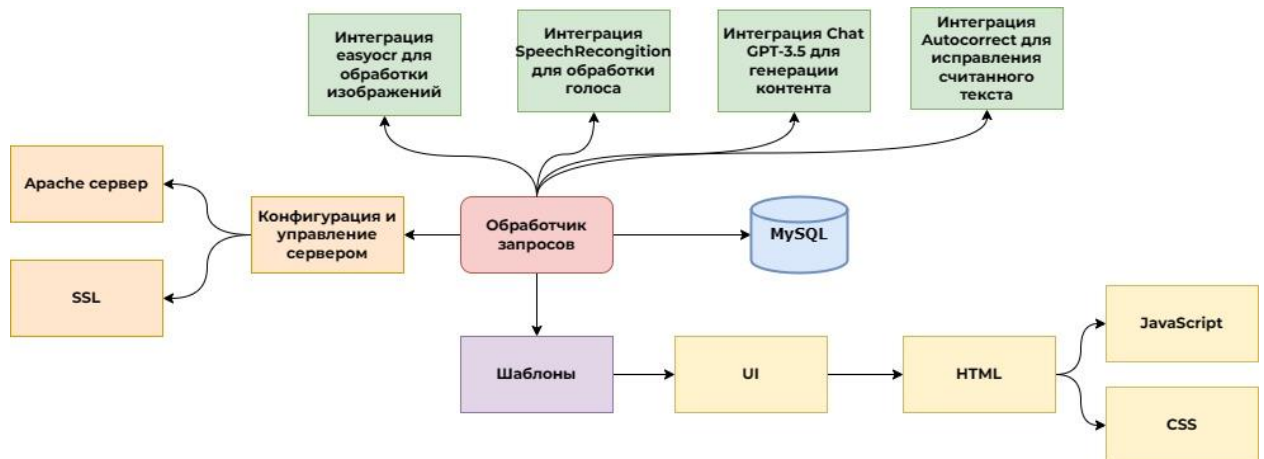 Интеграция
easyocr для
обработки
изображений
Интеграция
SpeechRecongition
для обработки
голоса
Интеграция Chat
GPT-3.5 для
генерации
контента
Интеграция
Autocorrect для
исправления
считанного
текста
Apache сервер
SSL
Конфигурация и
управление
сервером
Обработчик
запросов
MySQL
Шаблоны
UI
HTML
JavaScript
CSS